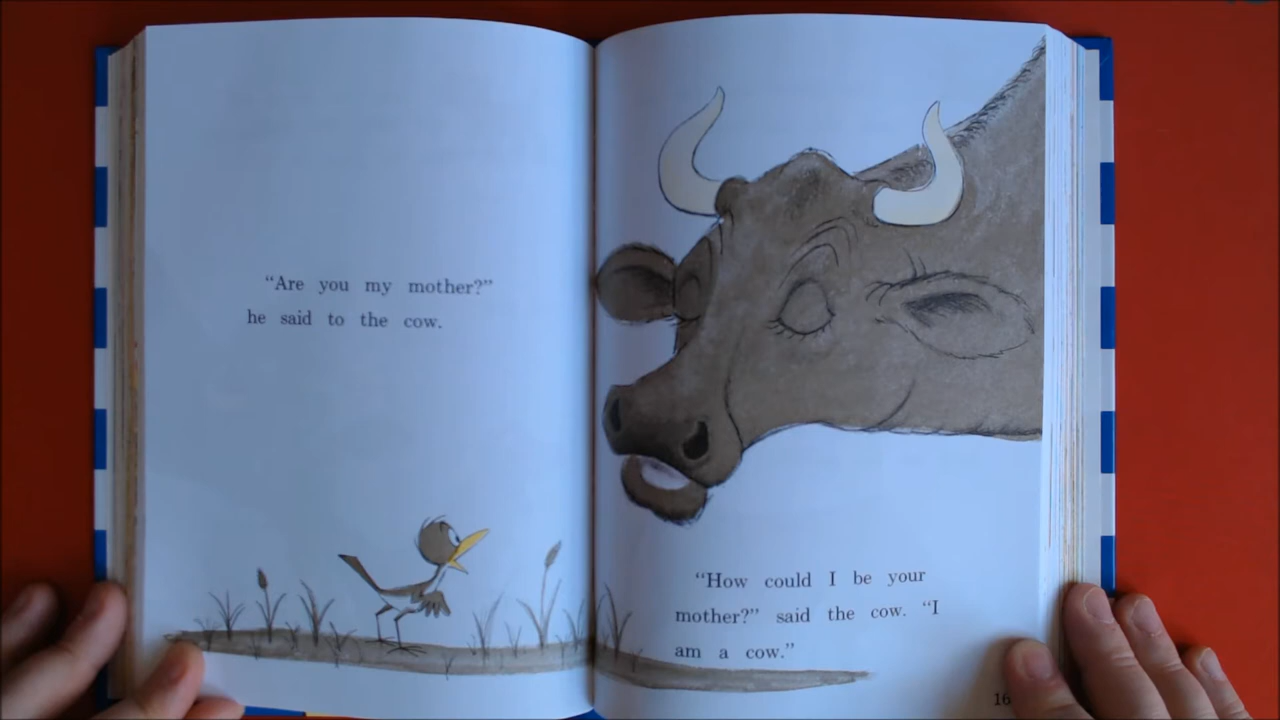 “Are you my mother?”
he said to the cow.
“How could I be your
mother?” said the cow. “I
am a cow.”